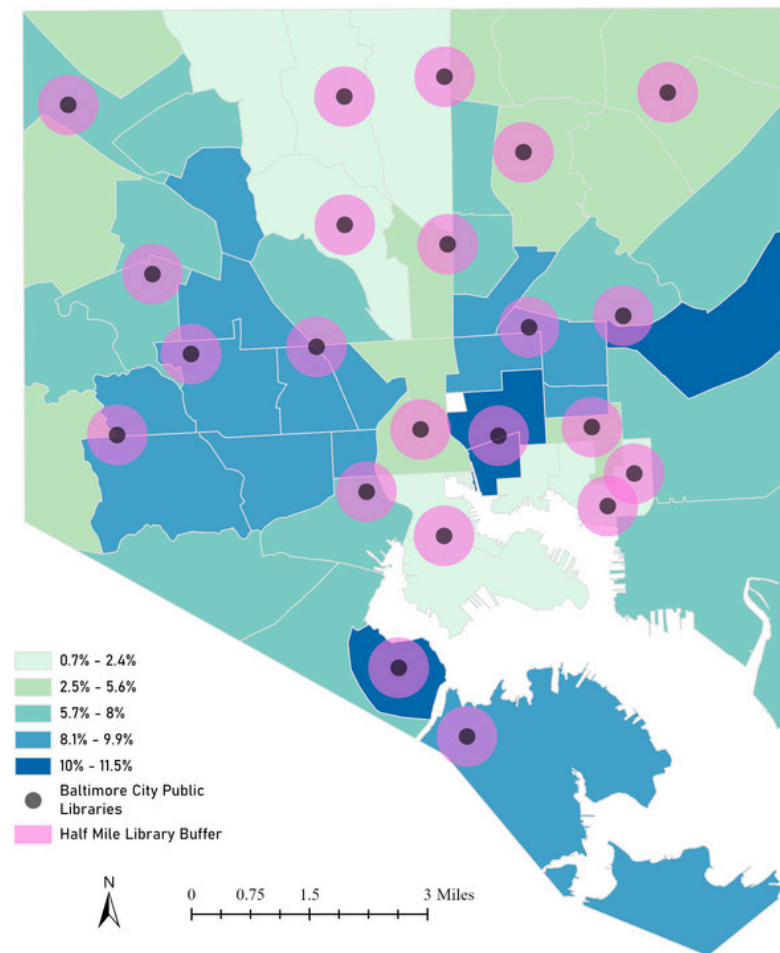 0.7% - 2.4%
2.5% - 5.6%
5.7% - 8%
8.1% - 9.9%
10% - 11.5%
Baltimore City Public
Libraries
Half Mile Library Buffer
N
0 0.75 1.5 3 Miles